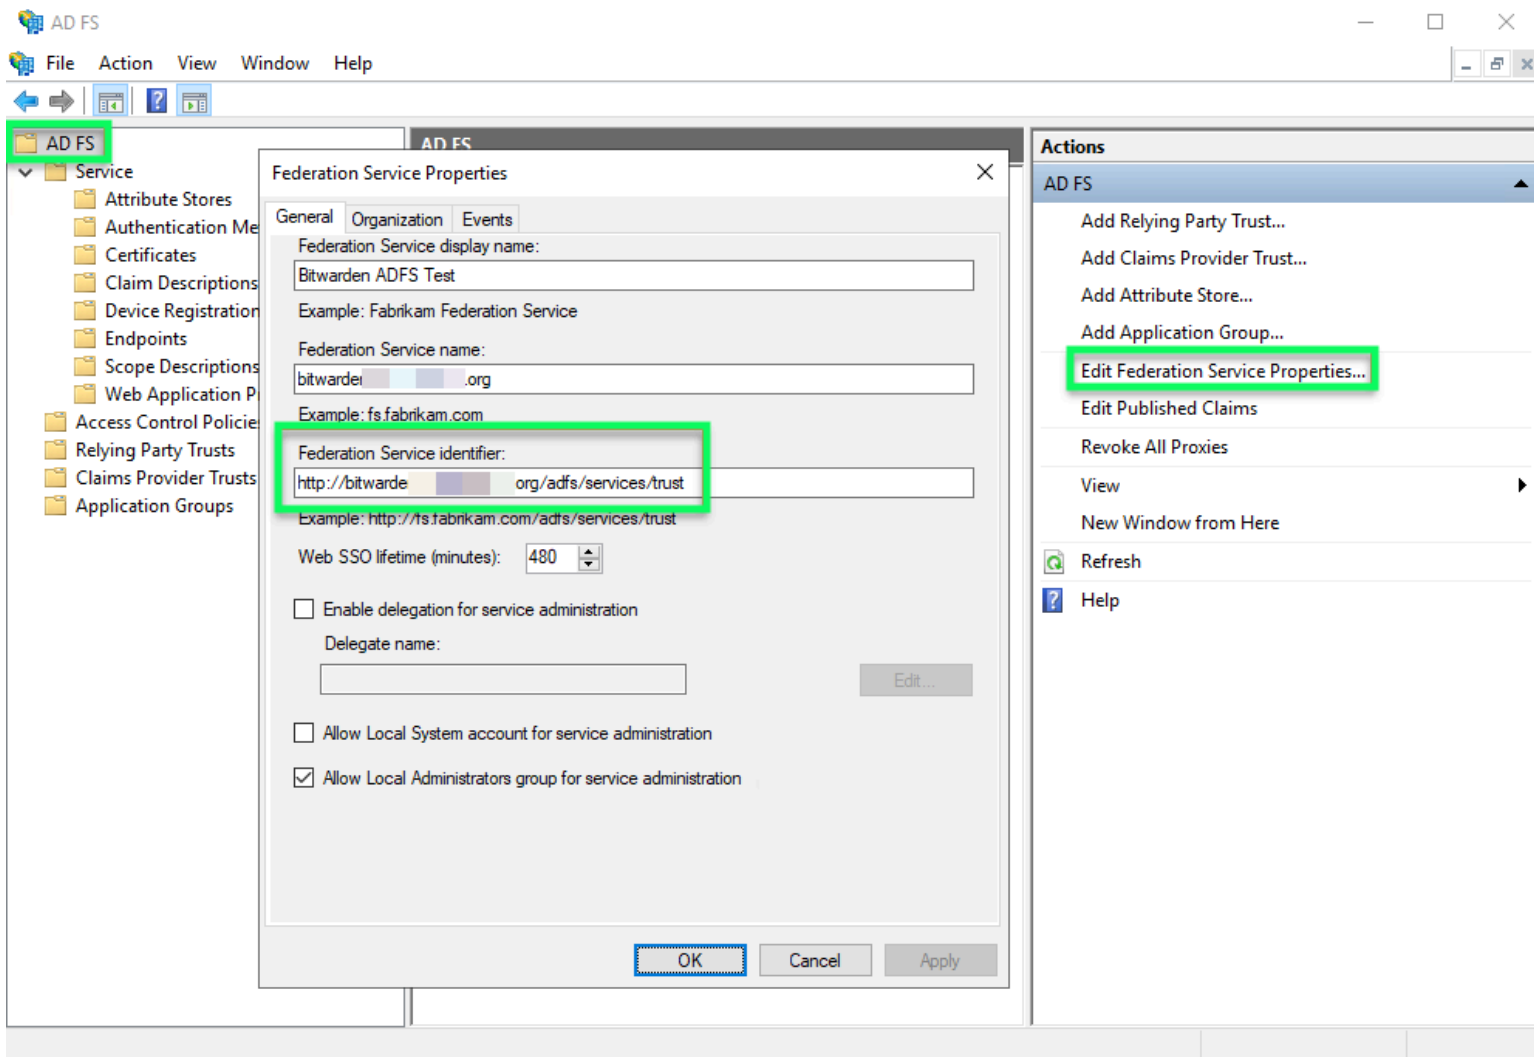 AD FS
File Action View Window Help
AD FS
Service
Attribute Stores
Authentication Me
Certificates
Claim Descriptions
Device Registration
Endpoints
Scope Descriptions
Web Application P
Access Control Policie
Relying Party Trusts
Claims Provider Trusts
Application Groups
AD FS
Federation Service Properties
General Organization Events
Federation Service display name:
Bitwarden ADFS Test
Example: Fabrikam Federation Service
Federation Service name:
bitwarden .org
Example: fs.fabrikam.com
Federation Service identifier:
http://bitwarde org/adfs/services/trust
Example: http://fs.fabrikam.com/adfs/services/trust
Web SSO lifetime (minutes): 480
Enable delegation for service administration
Delegate name:
Edit...
Allow Local System account for service administration
Allow Local Administrators group for service administration
OK Cancel Apply
Actions
AD FS
Add Relying Party Trust...
Add Claims Provider Trust...
Add Attribute Store...
Add Application Group...
Edit Federation Service Properties...
Edit Published Claims
Revoke All Proxies
View
New Window from Here
Refresh
Help